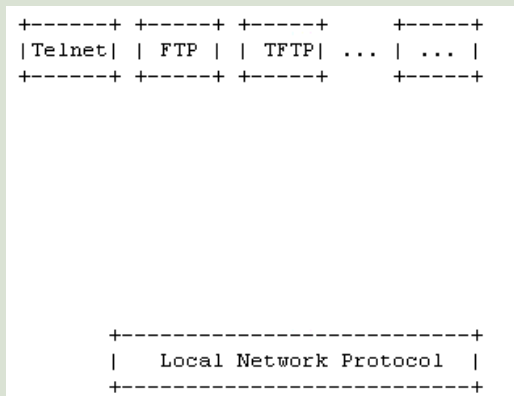 +------+ +-----+ +-----+     +-----+
|Telnet| | FTP | | TFTP| ... | ... |
+------+ +-----+ +-----+     +-----+
+---------------------------+
|   Local Network Protocol  |
+---------------------------+